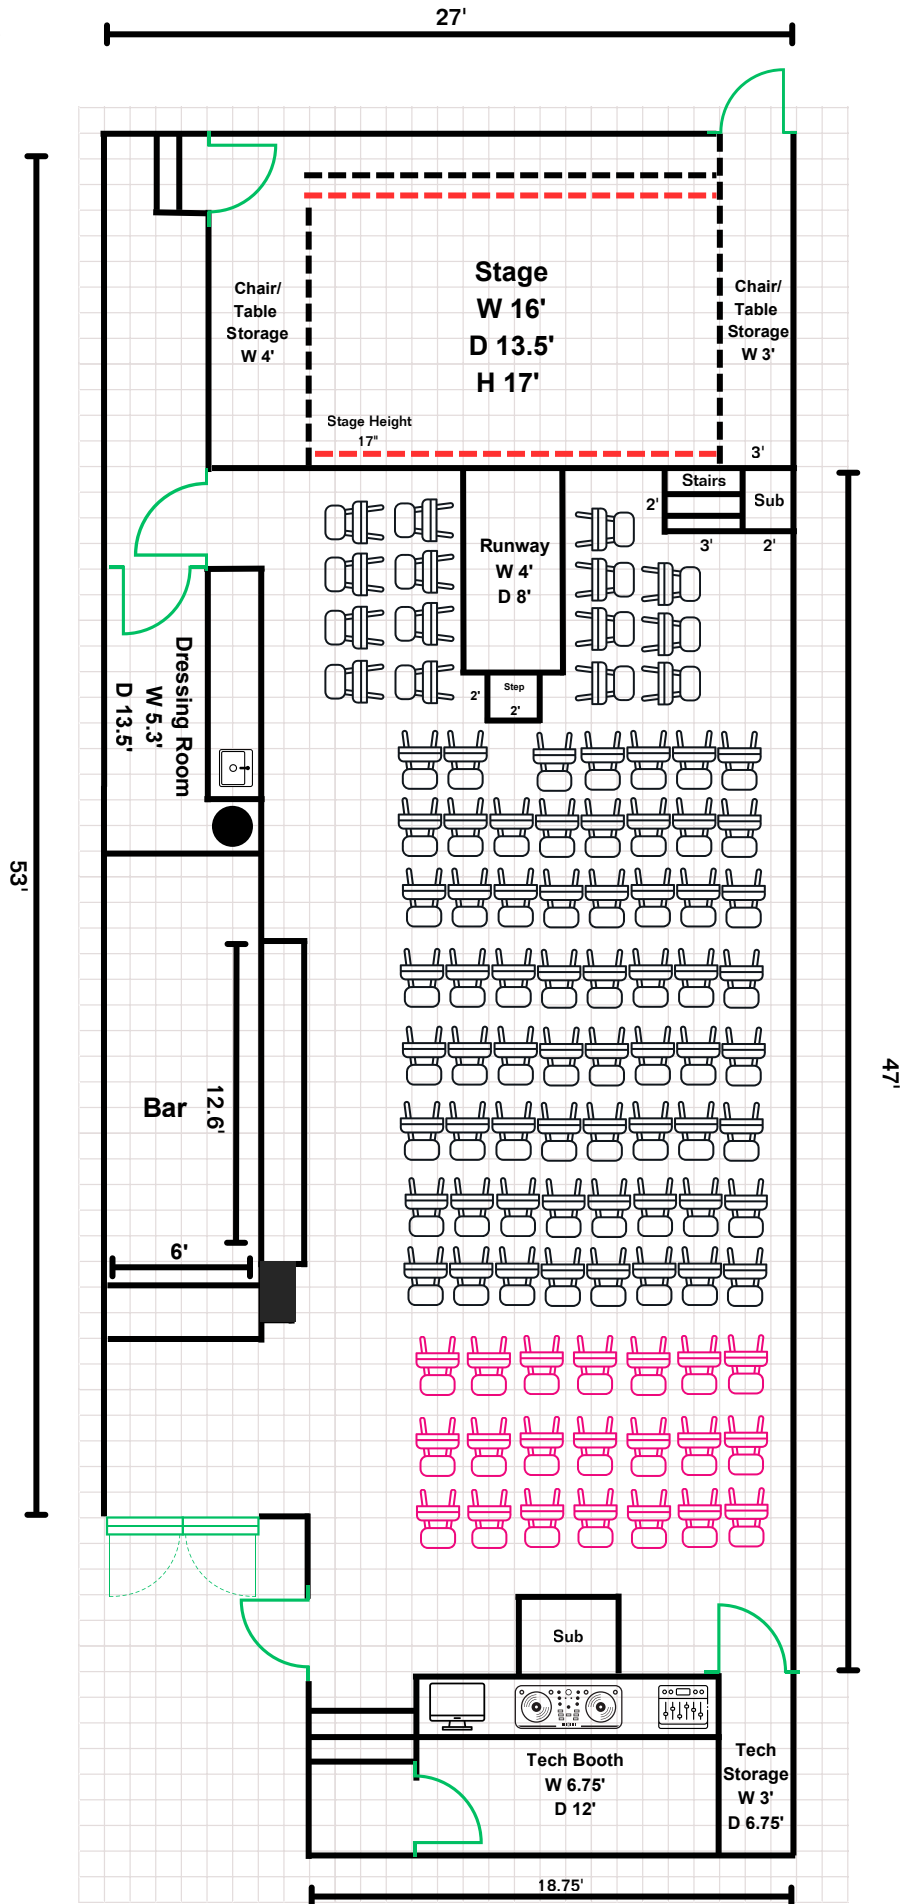 27'
Stage
W 16'
D 13.5'
H 17'
Chair/
Table
Storage
W 4'
Chair/
Table
Storage
W 3'
Stage Height
17"
3'
Stairs
Sub
2'
3'
2'
Runway
W 4'
D 8'
Step
2'
2'
Dressing Room
W 5.3'
D 13.5'
53'
47'
Bar
12.6'
6'
Sub
Tech Booth
W 6.75'
D 12'
Tech
Storage
W 3'
D 6.75'
18.75'